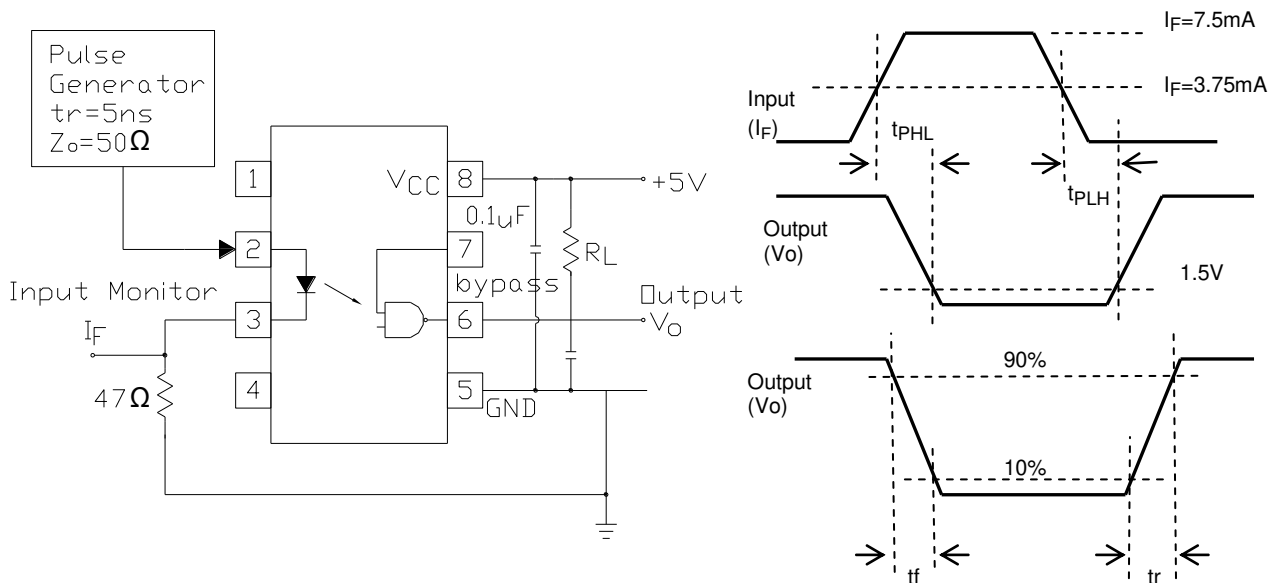 Pulse
Generator
tr=5ns
Zo=50Ω
1
2
3
4
VCC
8
7
6
5
GND
0.1uF
bypass
RL
+5V
Output
Vo
Input Monitor
IF
47Ω
IF=7.5mA
IF=3.75mA
Input
(IF)
tPHL
tPLH
Output
(Vo)
1.5V
Output
(Vo)
90%
10%
tf
tr